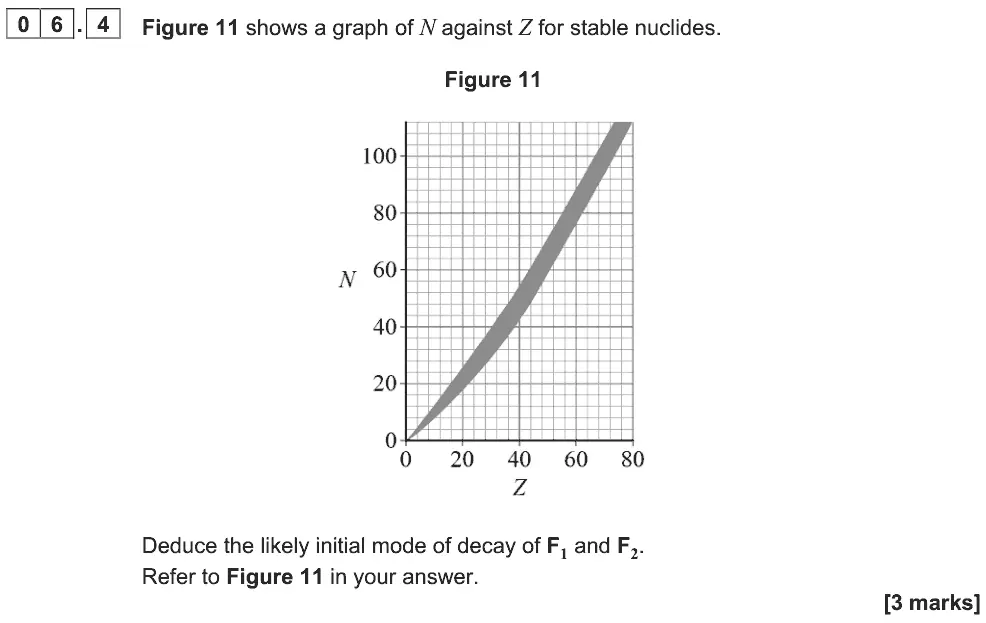 0 6 . 4 Figure 11 shows a graph of N against Z for stable nuclides.
Figure 11
100
80
60
N
40
20
0
0 20 40 60 80
Z
Deduce the likely initial mode of decay of F₁ and F₂.
Refer to Figure 11 in your answer.
[3 marks]